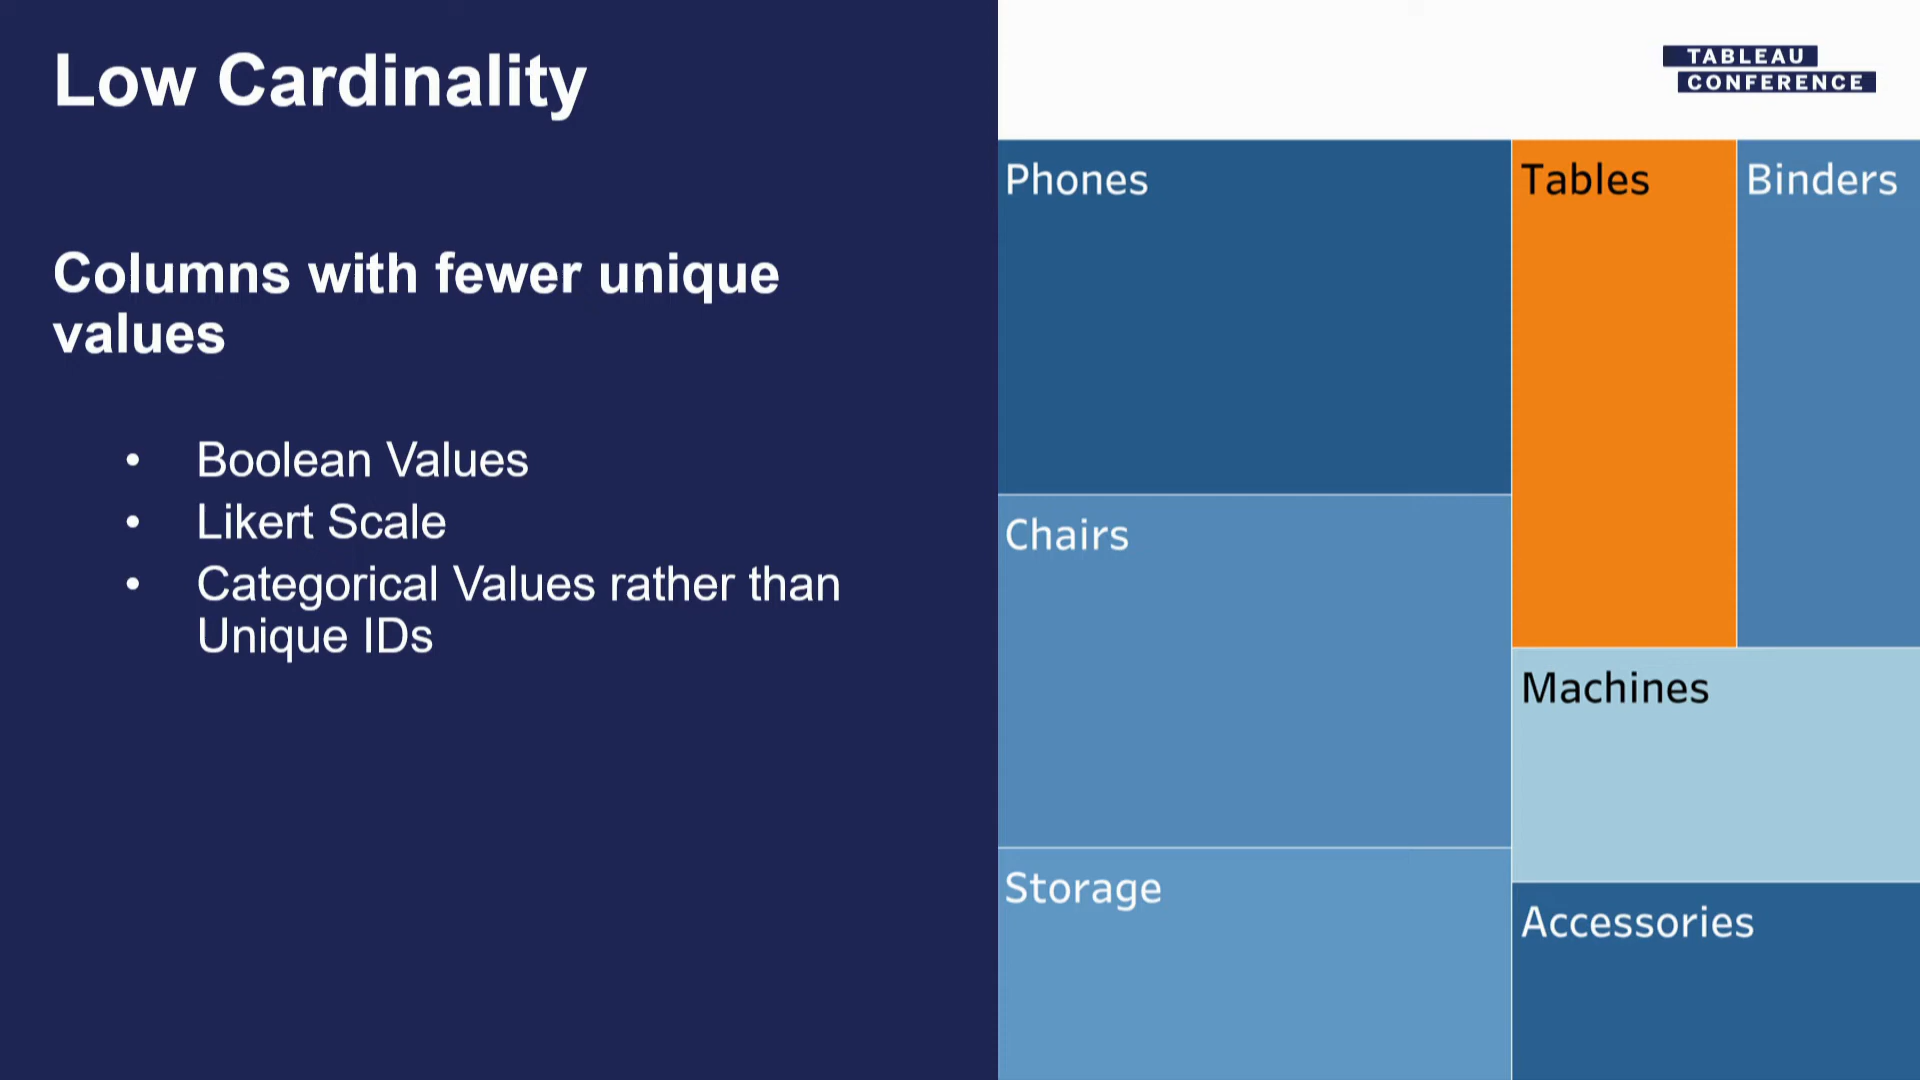 Low Cardinality
Columns with fewer unique
values
• Boolean Values
• Likert Scale
• Categorical Values rather than
Unique IDs
TABLEAU
CONFERENCE
Phones
Tables
Binders
Chairs
Machines
Storage
Accessories